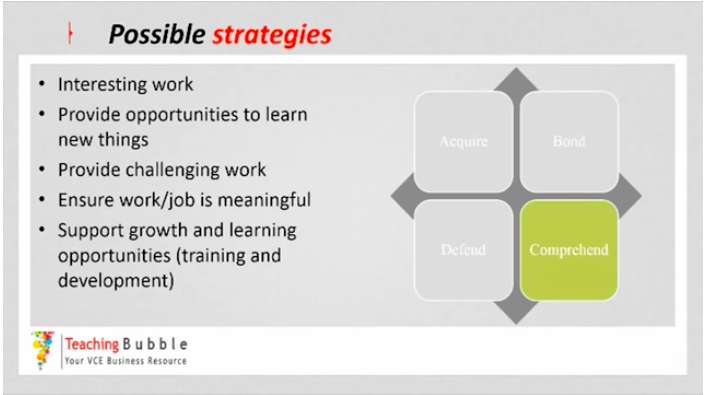 Possible strategies
• Interesting work
• Provide opportunities to learn
new things
• Provide challenging work
• Ensure work/job is meaningful
• Support growth and learning
opportunities (training and
development)
Acquire
Bond
Defend
Comprehend
Teaching Bubble
Your VCE Business Resource